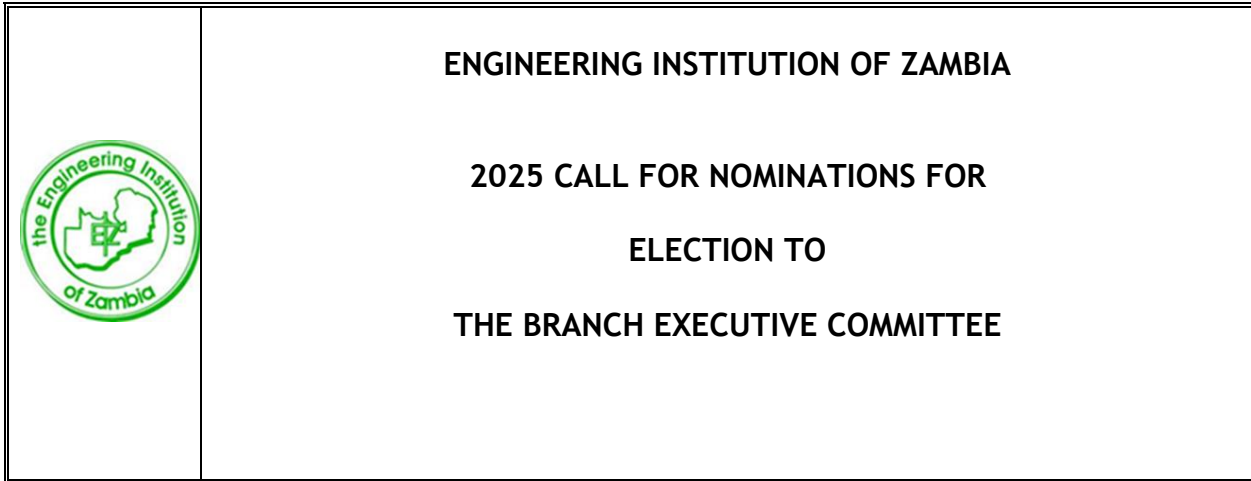 the Engineering Institution
of Zambia
EIZ
ENGINEERING INSTITUTION OF ZAMBIA
2025 CALL FOR NOMINATIONS FOR
ELECTION TO
THE BRANCH EXECUTIVE COMMITTEE